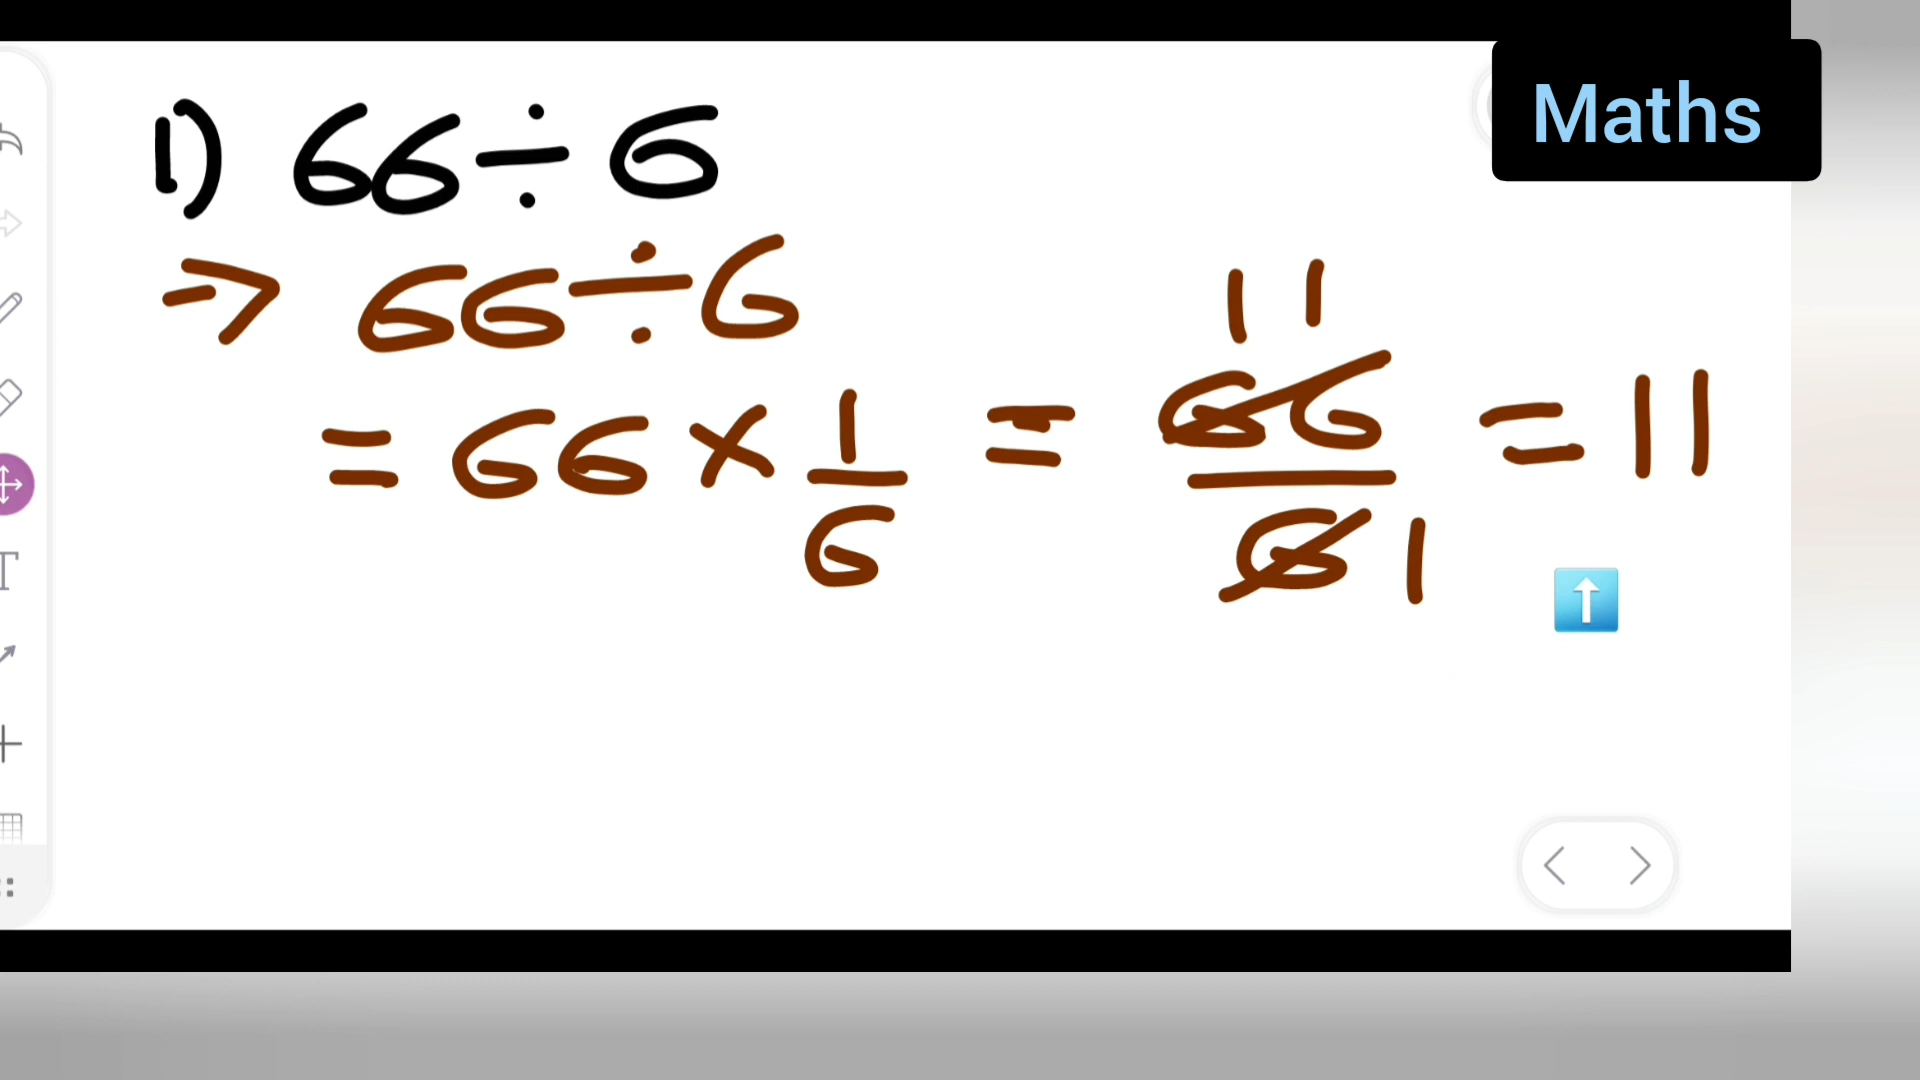 Maths
1) 66 ÷ 6
→ 66 ÷ 6
= 66 × 1/6 = 11 66/6 1 = 11